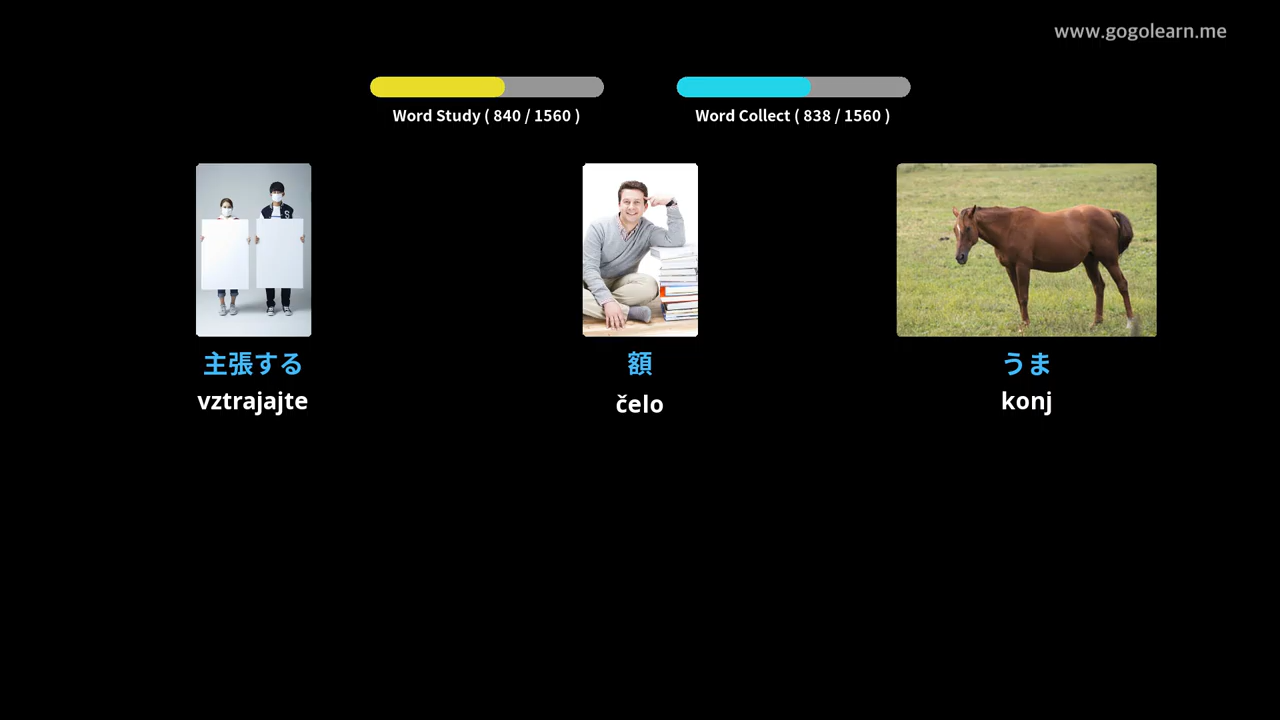 www.gogolearn.me
Word Study ( 840 / 1560 )
Word Collect ( 838 / 1560 )
主張する
額
うま
vztrajajte
čelo
konj